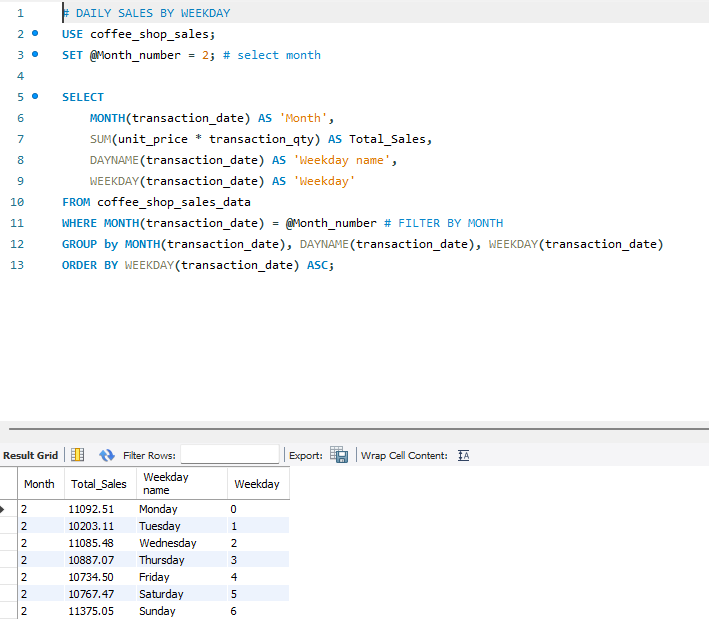 1 # DAILY SALES BY WEEKDAY
2 USE coffee_shop_sales;
3 SET @Month_number = 2; # select month
4
5 SELECT
6 MONTH(transaction_date) AS 'Month',
7 SUM(unit_price * transaction_qty) AS Total_Sales,
8 DAYNAME(transaction_date) AS 'Weekday name',
9 WEEKDAY(transaction_date) AS 'Weekday'
10 FROM coffee_shop_sales_data
11 WHERE MONTH(transaction_date) = @Month_number # FILTER BY MONTH
12 GROUP by MONTH(transaction_date), DAYNAME(transaction_date), WEEKDAY(transaction_date)
13 ORDER BY WEEKDAY(transaction_date) ASC;
Result Grid Filter Rows: Export: Wrap Cell Content: IA
Month Total_Sales Weekday name Weekday
2 11092.51 Monday 0
2 10203.11 Tuesday 1
2 11085.48 Wednesday 2
2 10887.07 Thursday 3
2 10734.50 Friday 4
2 10767.47 Saturday 5
2 11375.05 Sunday 6